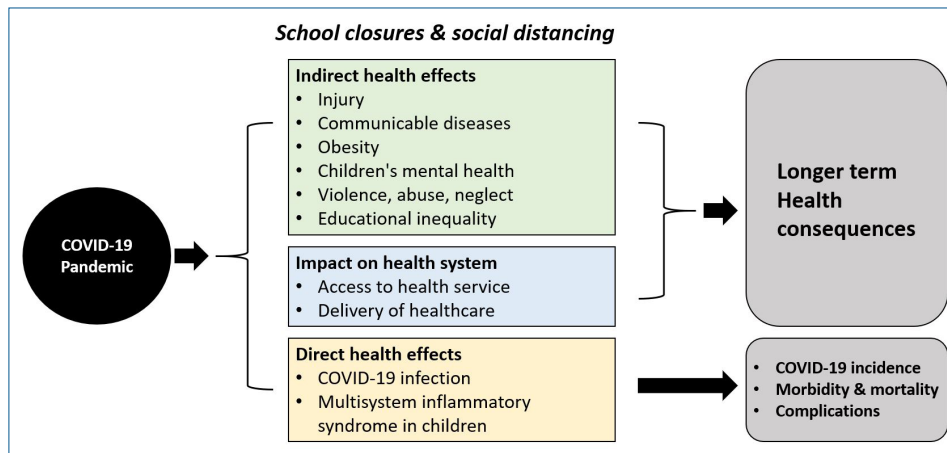 School closures & social distancing
COVID-19
Pandemic
Indirect health effects
• Injury
• Communicable diseases
• Obesity
• Children's mental health
• Violence, abuse, neglect
• Educational inequality
Impact on health system
• Access to health service
• Delivery of healthcare
Direct health effects
• COVID-19 infection
• Multisystem inflammatory
syndrome in children
Longer term
Health
consequences
• COVID-19 incidence
• Morbidity & mortality
• Complications